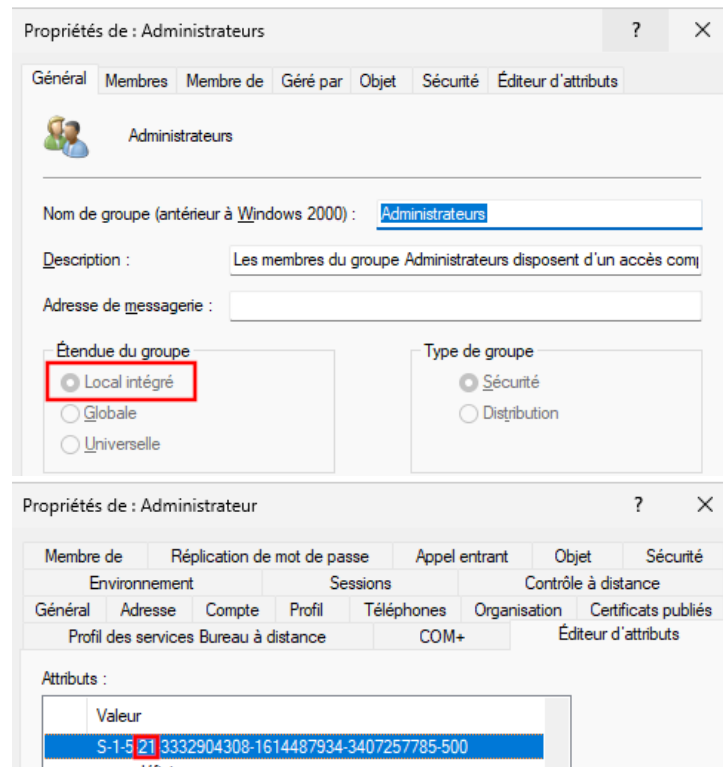 Propriétés de : Administrateurs ? ×
Général Membres Membre de Géré par Objet Sécurité Éditeur d'attributs
Administrateurs
Nom de groupe (antérieur à Windows 2000) : Administrateurs
Description : Les membres du groupe Administrateurs disposent d'un accès
Adresse de messagerie :
Étendue du groupe Type de groupe
Local intégré Sécurité
Globale Distribution
Universelle
Propriétés de : Administrateur ? ×
Membre de Réplication de mot de passe Appel entrant Objet Sécurité
Environnement Sessions Contrôle à distance
Général Adresse Compte Profil Téléphones Organisation Certificats publiés
Profil des services Bureau à distance COM+ Éditeur d'attributs
Attributs :
Valeur
S-1-5-21-3332904308-1614487934-3407257785-500